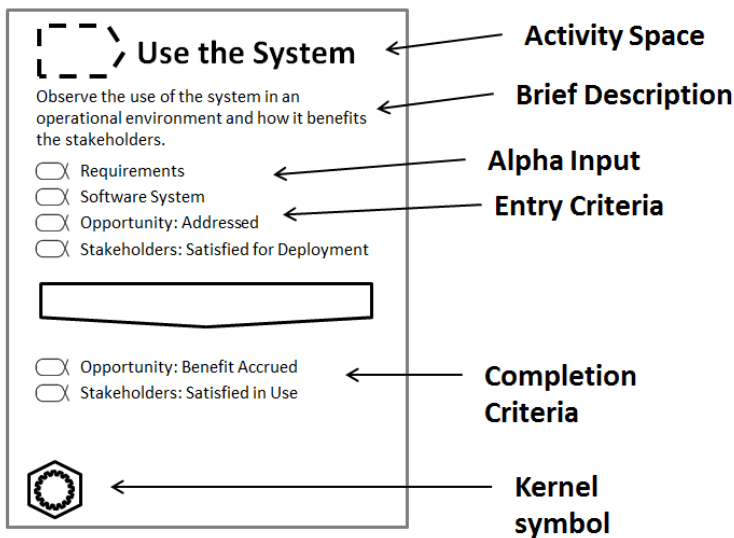 Use the System
Activity Space
Observe the use of the system in an
operational environment and how it benefits
the stakeholders.
Brief Description
Requirements
Alpha Input
Software System
Entry Criteria
Opportunity: Addressed
Stakeholders: Satisfied for Deployment
Opportunity: Benefit Accrued
Stakeholders: Satisfied in Use
Completion
Criteria
Kernel
symbol